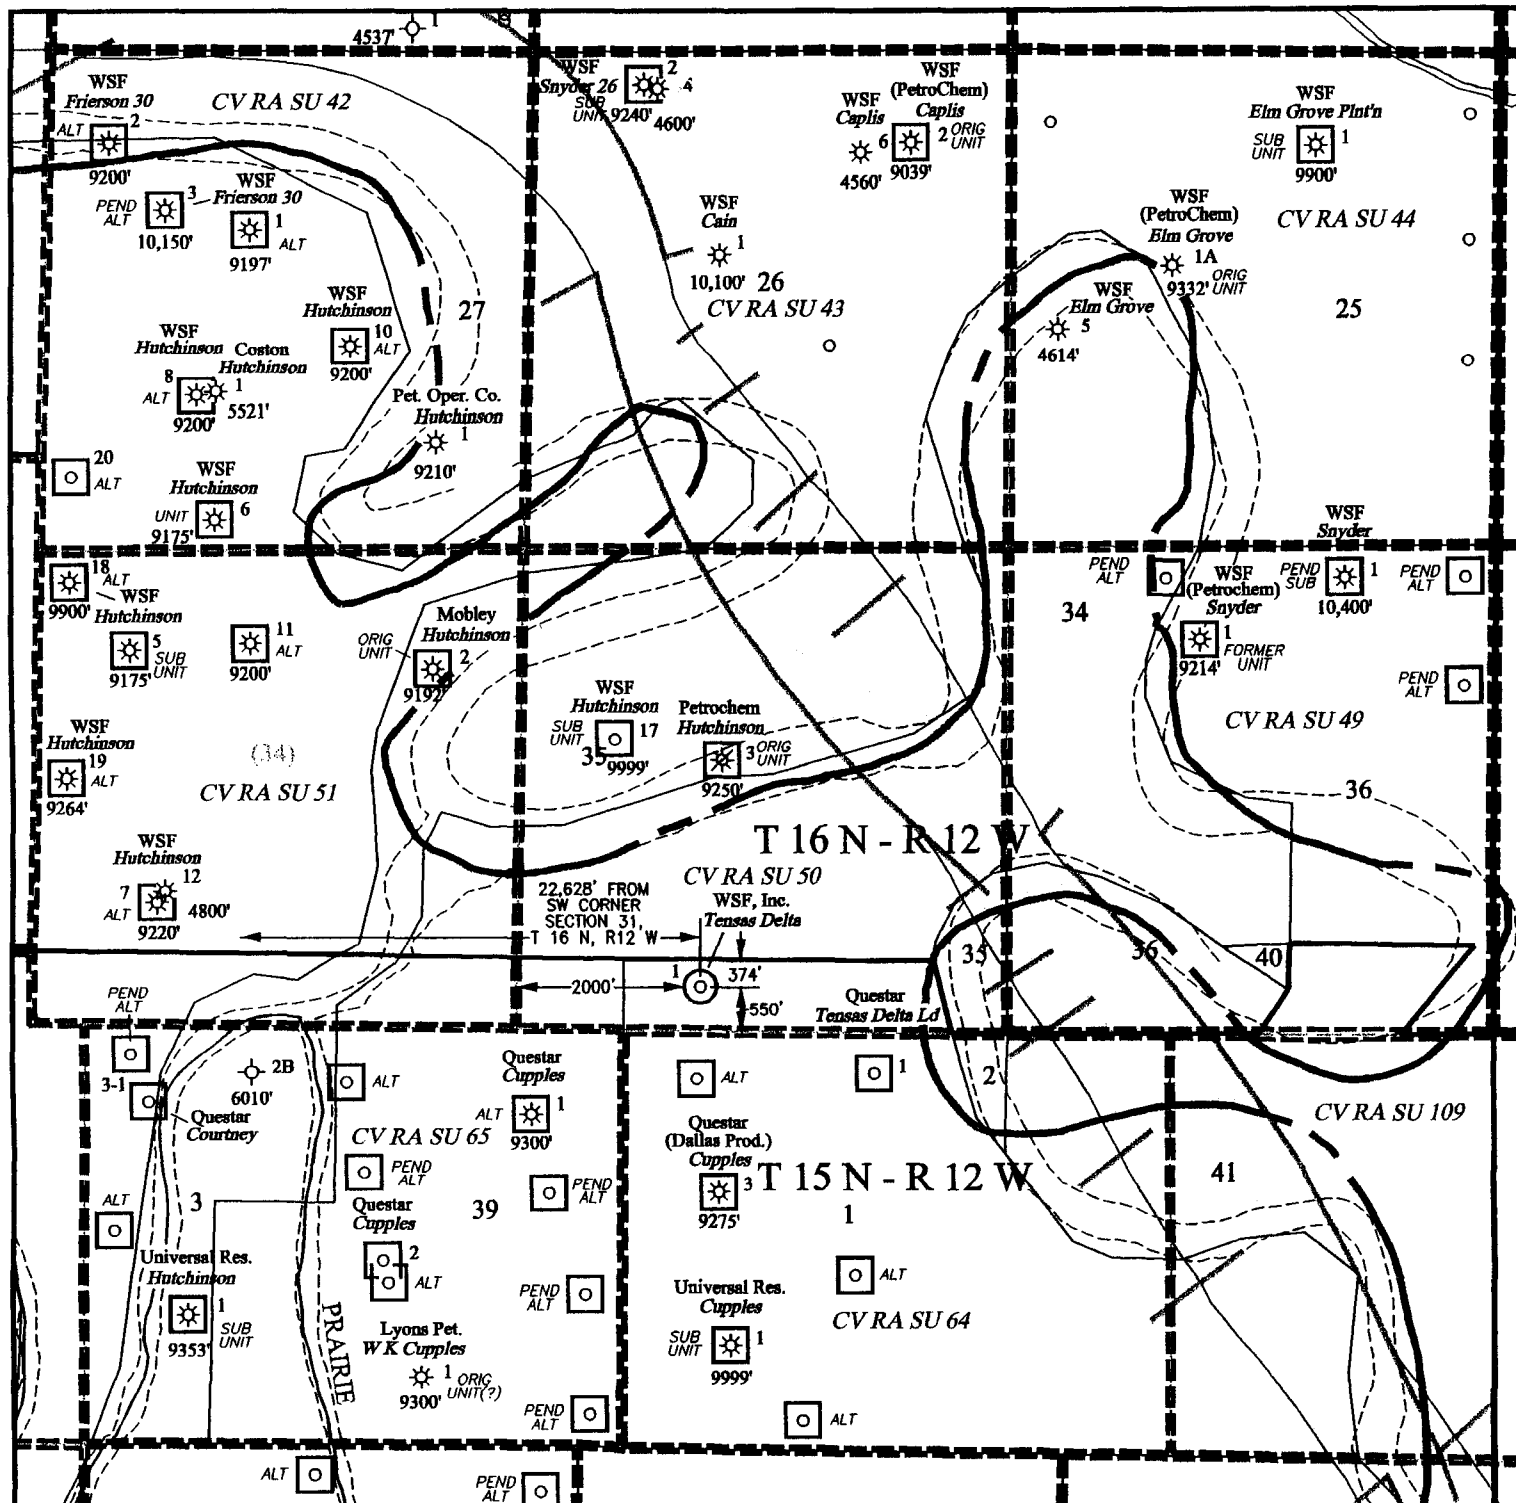 4537' 1
WSF
Frierson 30
ALT 2
9200'
CV RA SU 42
WSF
Snyder 26
SUB
UNIT
2
4
9240'
4600'
WSF
Caplis
6
4560'
WSF
(PetroChem)
Caplis
2 ORIG
UNIT
9039'
WSF
Elm Grove Plnt'n
SUB
UNIT
1
9900'
CV RA SU 44
PEND
ALT
3
10,150'
WSF
Frierson 30
1
ALT
9197'
WSF
Cain
1
10,100'
26
CV RA SU 43
WSF
(PetroChem)
Elm Grove
1A
9332' ORIG
UNIT
WSF
Elm Grove
5
4614'
25
27
WSF
Hutchinson
10
ALT
9200'
WSF
Hutchinson
8
ALT
9200'
Coston
Hutchinson
1
5521'
Pet. Oper. Co.
Hutchinson
1
9210'
20
ALT
WSF
Hutchinson
UNIT
6
9175'
WSF
Snyder
PEND
SUB
1
10,400'
PEND
ALT
PEND
ALT
PEND
ALT
18
ALT
9900'
WSF
Hutchinson
5
SUB
UNIT
9175'
11
ALT
9200'
Mobley
Hutchinson
ORIG
UNIT
2
9192'
34
WSF
(Petrochem)
Snyder
1
FORMER
UNIT
9214'
CV RA SU 49
WSF
Hutchinson
SUB
UNIT
17
35
9999'
Petrochem
Hutchinson
3 ORIG
UNIT
9250'
WSF
Hutchinson
19
ALT
9264'
(34)
CV RA SU 51
36
T 16 N - R 12 W
WSF
Hutchinson
7
12
ALT
4800'
9220'
CV RA SU 50
22,628' FROM
SW CORNER
SECTION 31,
T 16 N, R12 W
WSF, Inc.
Tensas Delta
1
374'
2000'
550'
35
36
40
Questar
Tensas Delta Ld
1
2
PEND
ALT
3-1
Questar
Courtney
2B
6010'
ALT
Questar
Cupples
ALT
1
9300'
ALT
CV RA SU 65
PEND
ALT
CV RA SU 109
Questar
(Dallas Prod.)
Cupples
3
9275'
T 15 N - R 12 W
1
41
ALT
3
Questar
Cupples
2
ALT
39
PEND
ALT
Universal Res.
Hutchinson
1
SUB
UNIT
9353'
PRAIRIE
Lyons Pet.
W K Cupples
1 ORIG
UNIT(?)
9300'
PEND
ALT
Universal Res.
Cupples
SUB
UNIT
1
9999'
ALT
CV RA SU 64
PEND
ALT
ALT
ALT
PEND
ALT